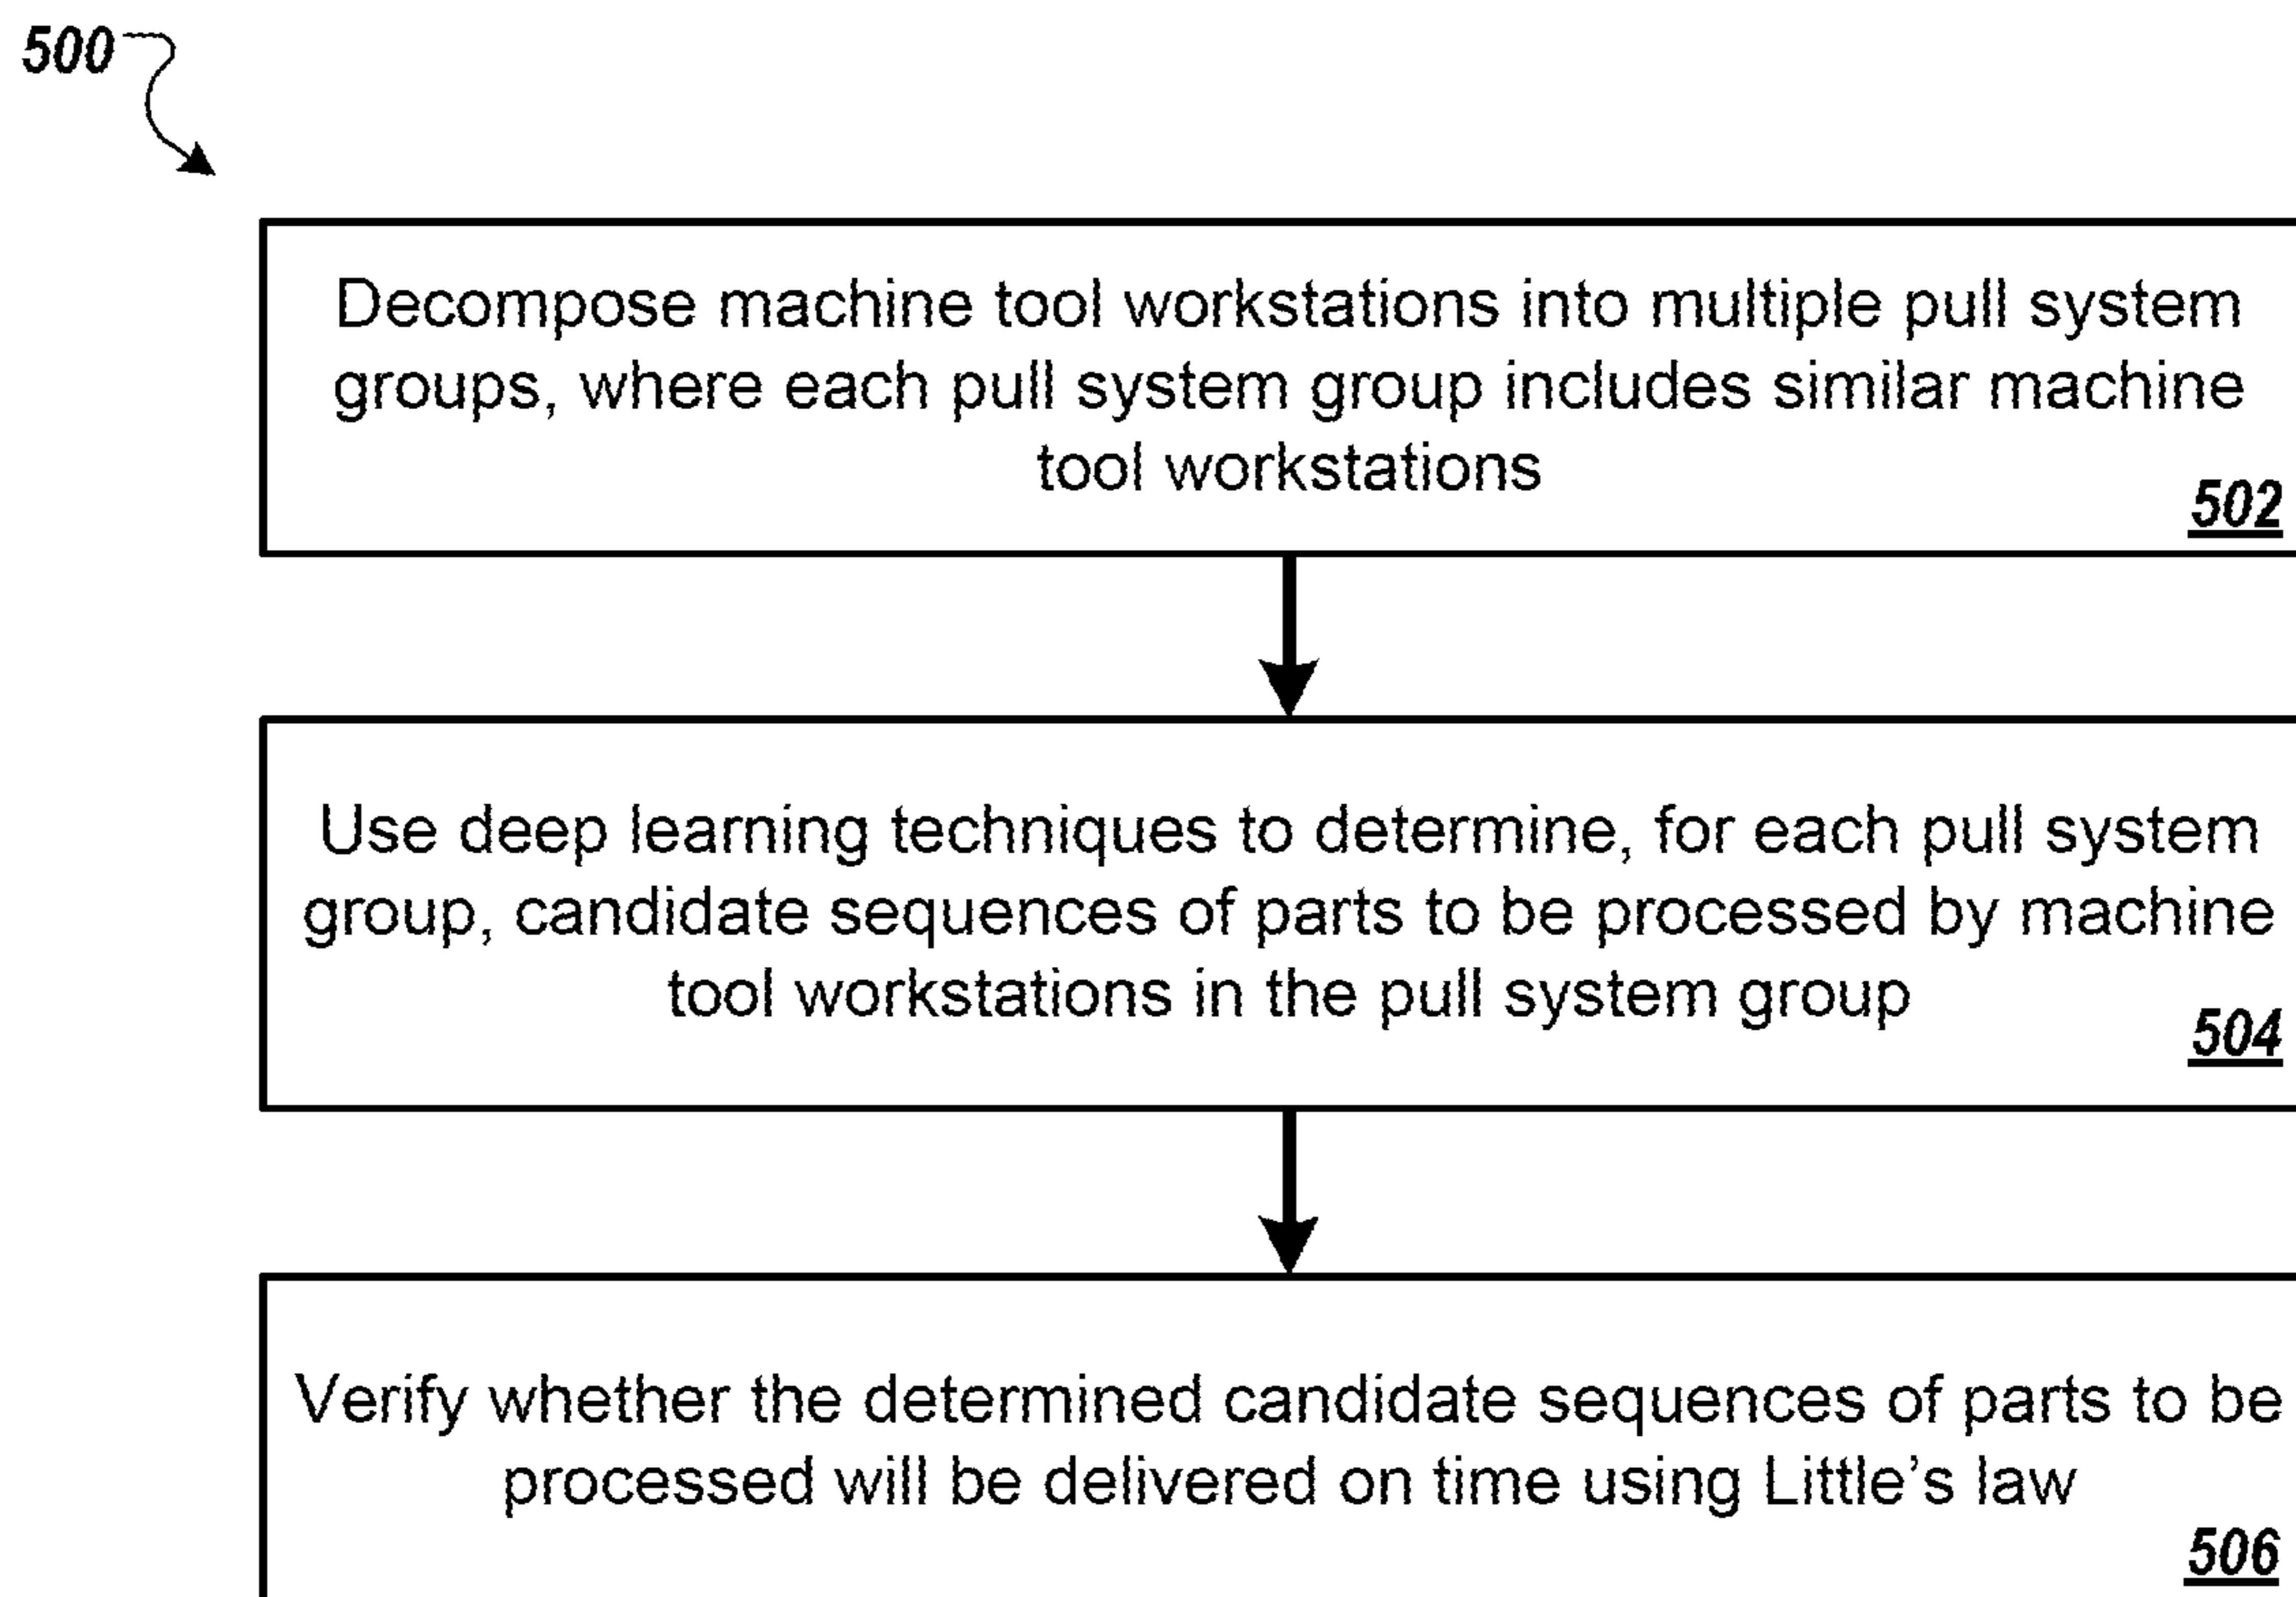 500
Decompose machine tool workstations into multiple pull system
groups, where each pull system group includes similar machine
tool workstations
502
Use deep learning techniques to determine, for each pull system
group, candidate sequences of parts to be processed by machine
tool workstations in the pull system group
504
Verify whether the determined candidate sequences of parts to be
processed will be delivered on time using Little’s law
506